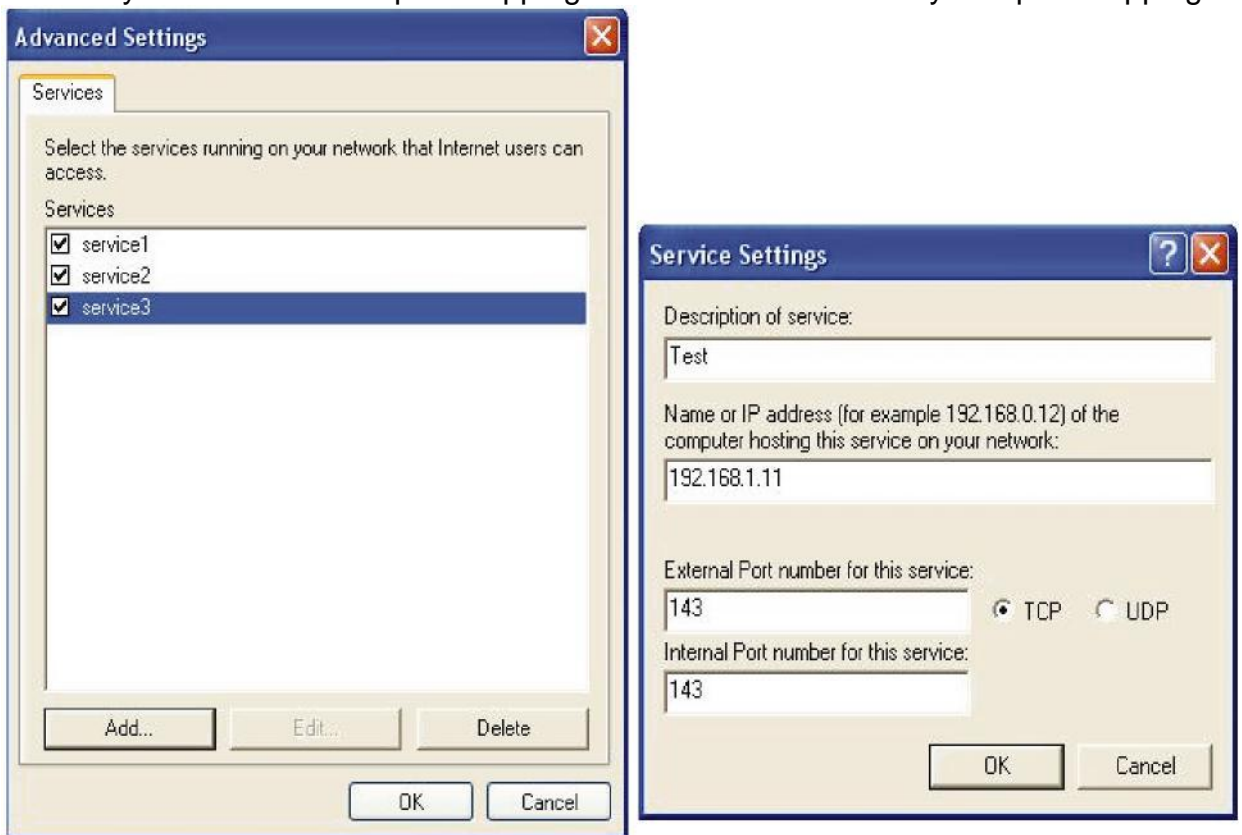 Advanced Settings
Services
Select the services running on your network that Internet users can
access.
Services
service1
service2
service3
Add...
Edit...
Delete
OK
Cancel
Service Settings
Description of service:
Test
Name or IP address (for example 192.168.0.12) of the
computer hosting this service on your network:
192.168.1.11
External Port number for this service:
143
TCP
UDP
Internal Port number for this service:
143
OK
Cancel